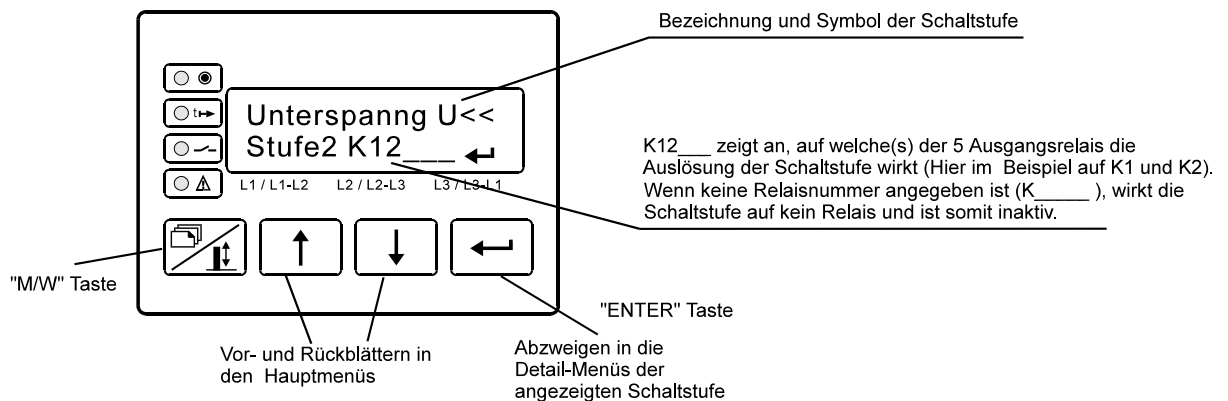 Bezeichnung und Symbol der Schaltstufe
t
Unterspanng U<<
Stufe2 K12___ ↵
L1 / L1-L2 L2 / L2-L3 L3 / L3-L1
K12___ zeigt an, auf welche(s) der 5 Ausgangsrelais die
Auslösung der Schaltstufe wirkt (Hier im Beispiel auf K1 und K2).
Wenn keine Relaisnummer angegeben ist (K_____ ), wirkt die
Schaltstufe auf kein Relais und ist somit inaktiv.
"M/W" Taste
"ENTER" Taste
Vor- und Rückblättern in
den Hauptmenüs
Abzweigen in die
Detail-Menüs der
angezeigten Schaltstufe